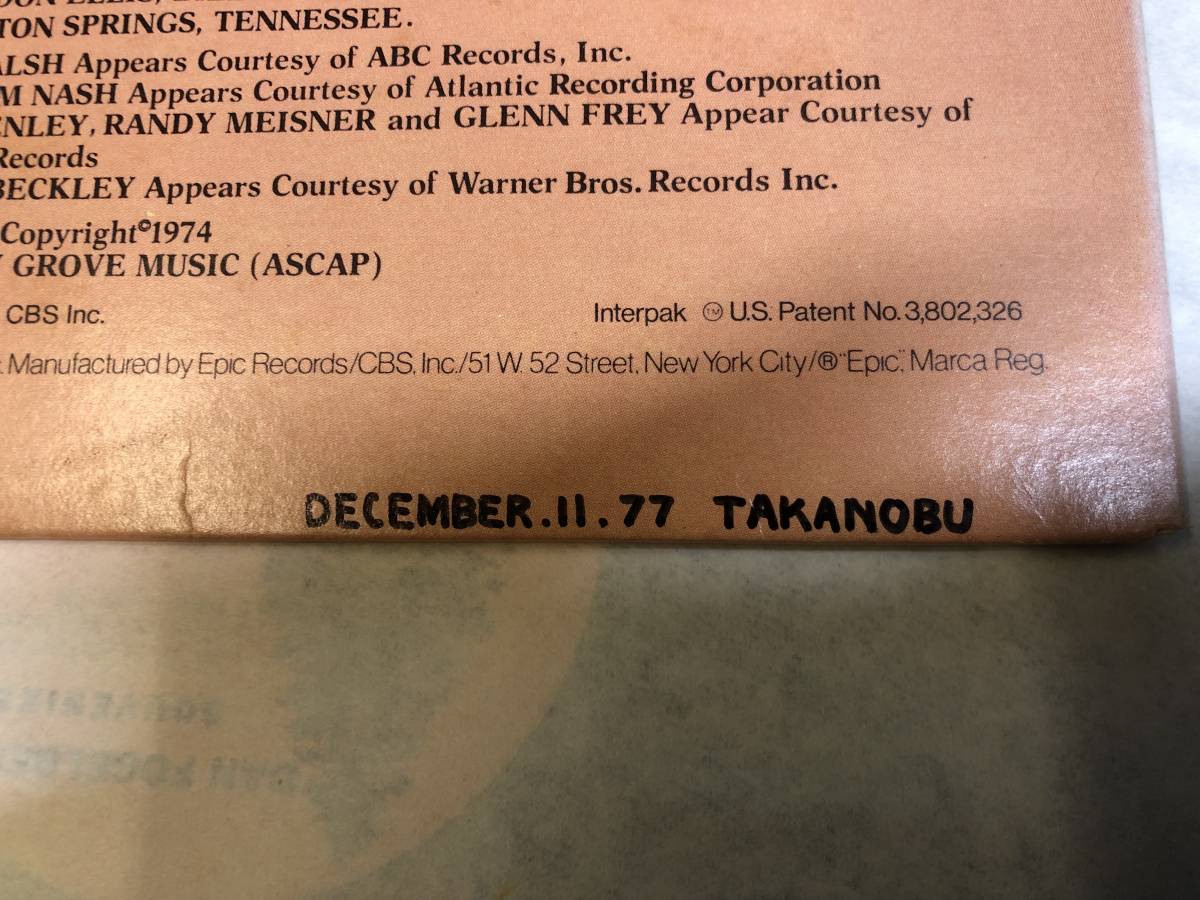 TON SPRINGS, TENNESSEE.
ALSH Appears Courtesy of ABC Records, Inc.
M NASH Appears Courtesy of Atlantic Recording Corporation
ENLEY, RANDY MEISNER and GLENN FREY Appear Courtesy of
Records
BECKLEY Appears Courtesy of Warner Bros. Records Inc.
Copyright©1974
GROVE MUSIC (ASCAP)
CBS Inc.
Interpak ™ U.S. Patent No. 3,802,326
Manufactured by Epic Records/CBS, Inc./51 W. 52 Street, New York City/® "Epic," Marca Reg.
DECEMBER.11.77 TAKANOBU